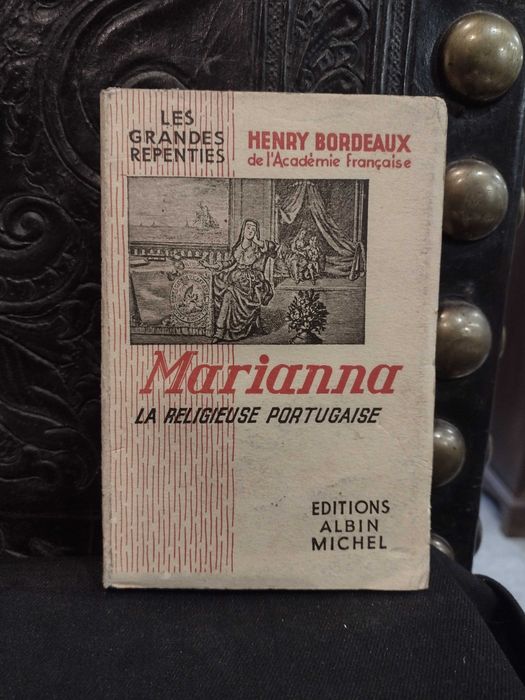 LES
GRANDES
REPENTIES
HENRY BORDEAUX
de l'Académie française
Marianna
LA RELIGIEUSE PORTUGAISE
EDITIONS
ALBIN
MICHEL